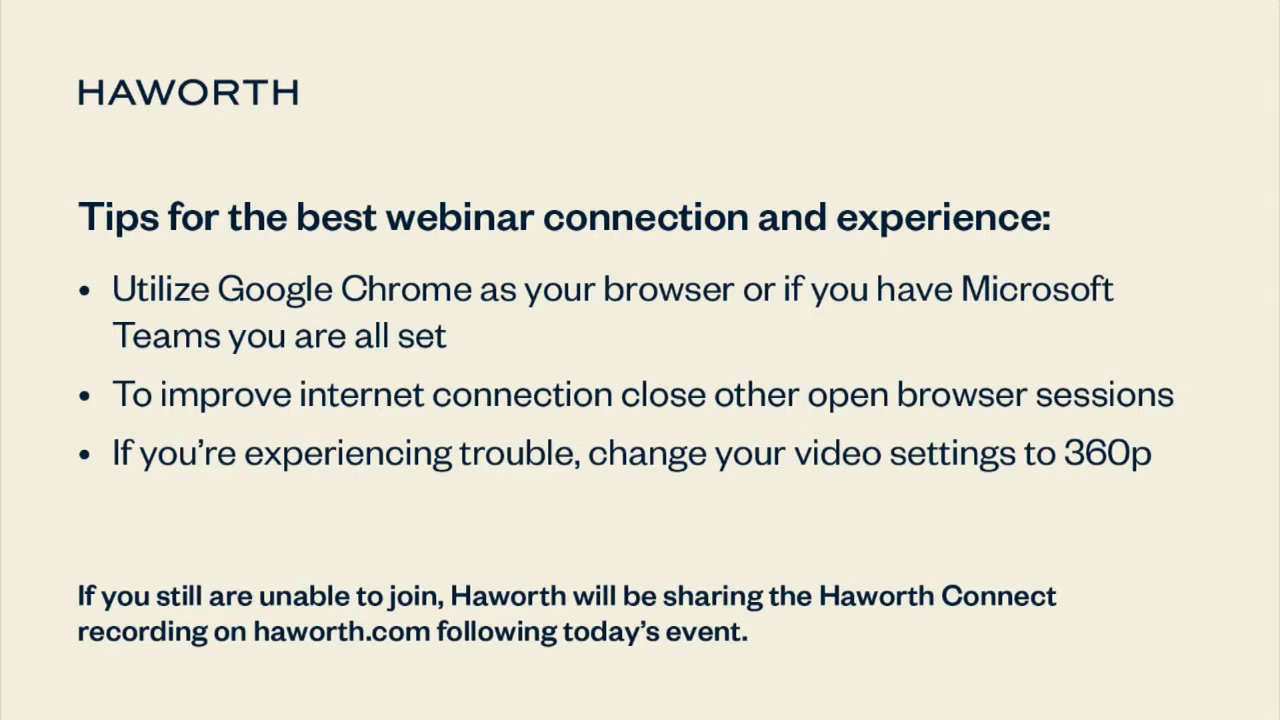 HAWORTH
Tips for the best webinar connection and experience:
• Utilize Google Chrome as your browser or if you have Microsoft
Teams you are all set
• To improve internet connection close other open browser sessions
• If you’re experiencing trouble, change your video settings to 360p
If you still are unable to join, Haworth will be sharing the Haworth Connect
recording on haworth.com following today’s event.